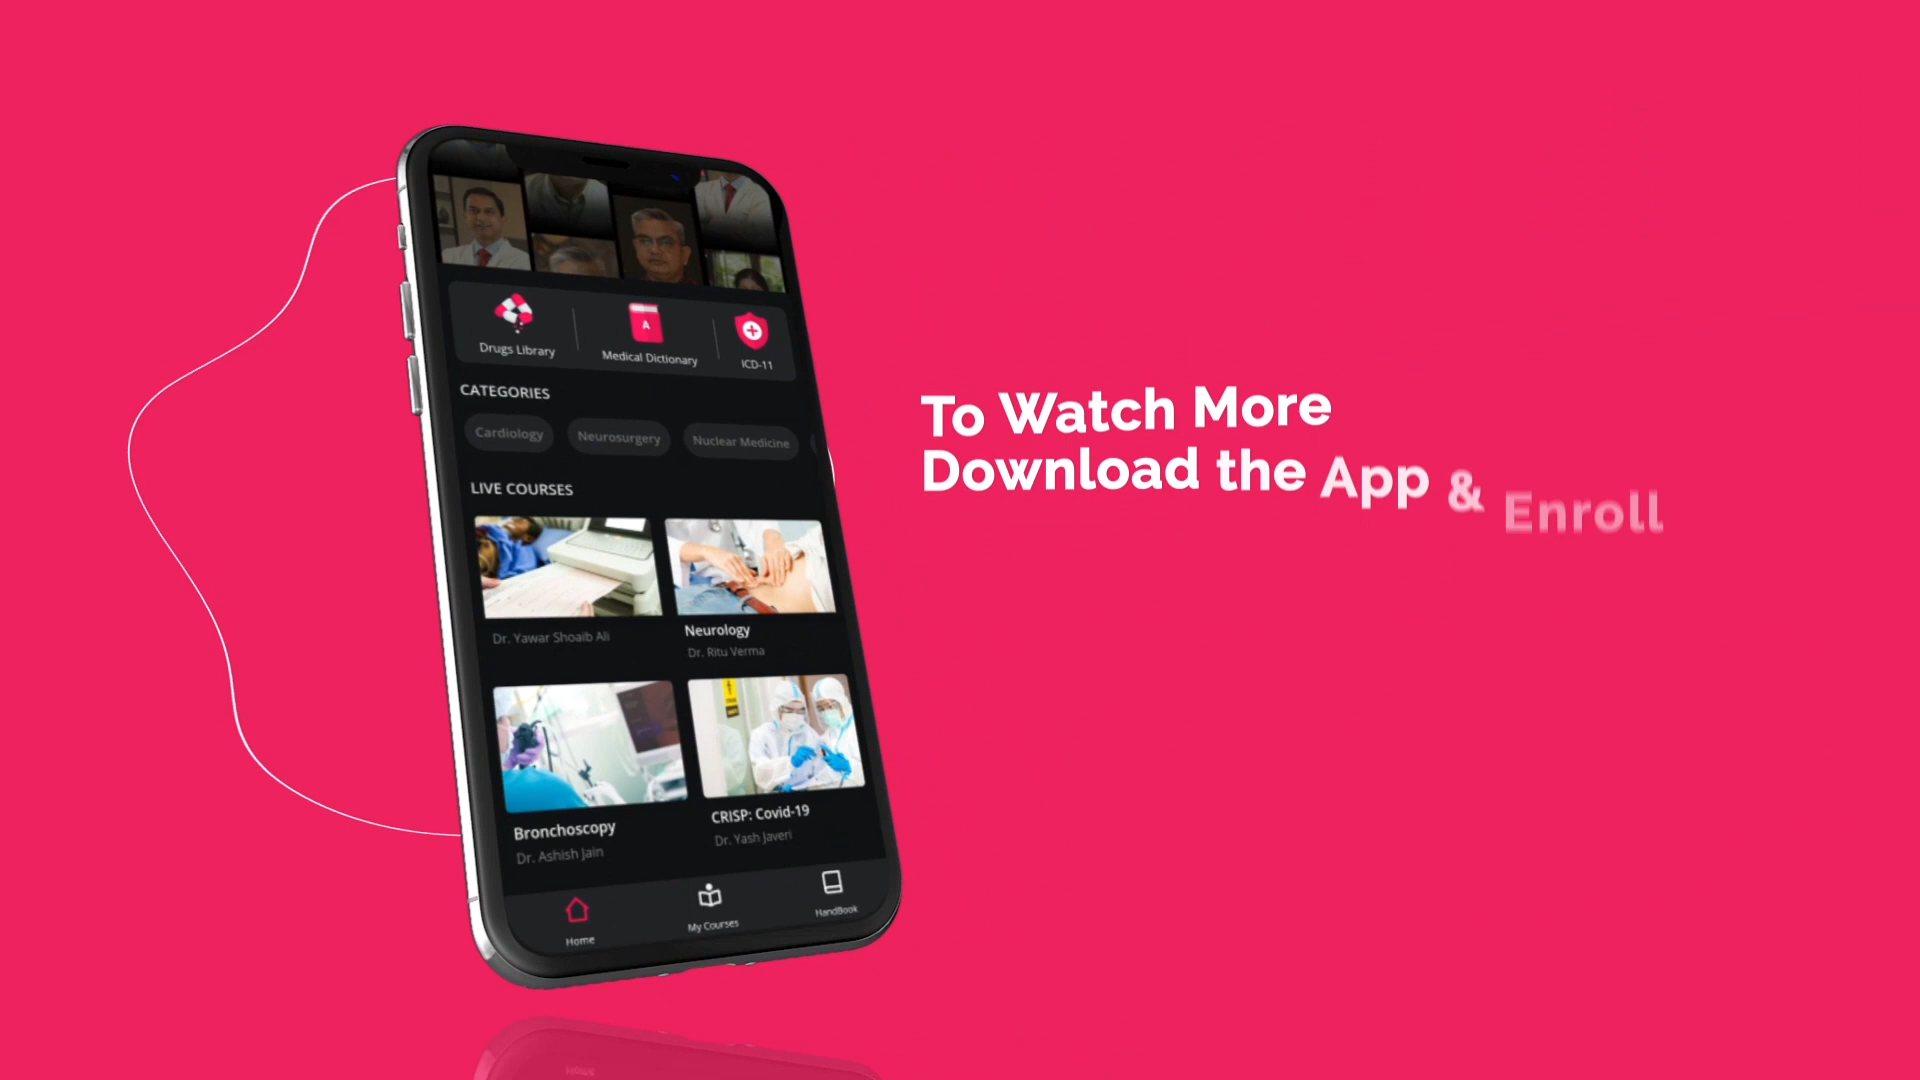 Drugs Library
Medical Dictionary
A
ICD-11
CATEGORIES
Cardiology
Neurosurgery
Nuclear Medicine
LIVE COURSES
Dr. Yawar Shoaib Ali
Neurology
Dr. Ritu Verma
Bronchoscopy
Dr. Ashish Jain
CRISP: Covid-19
Dr. Yash Javeri
Home
My Courses
HandBook
To Watch More
Download the App & Enroll